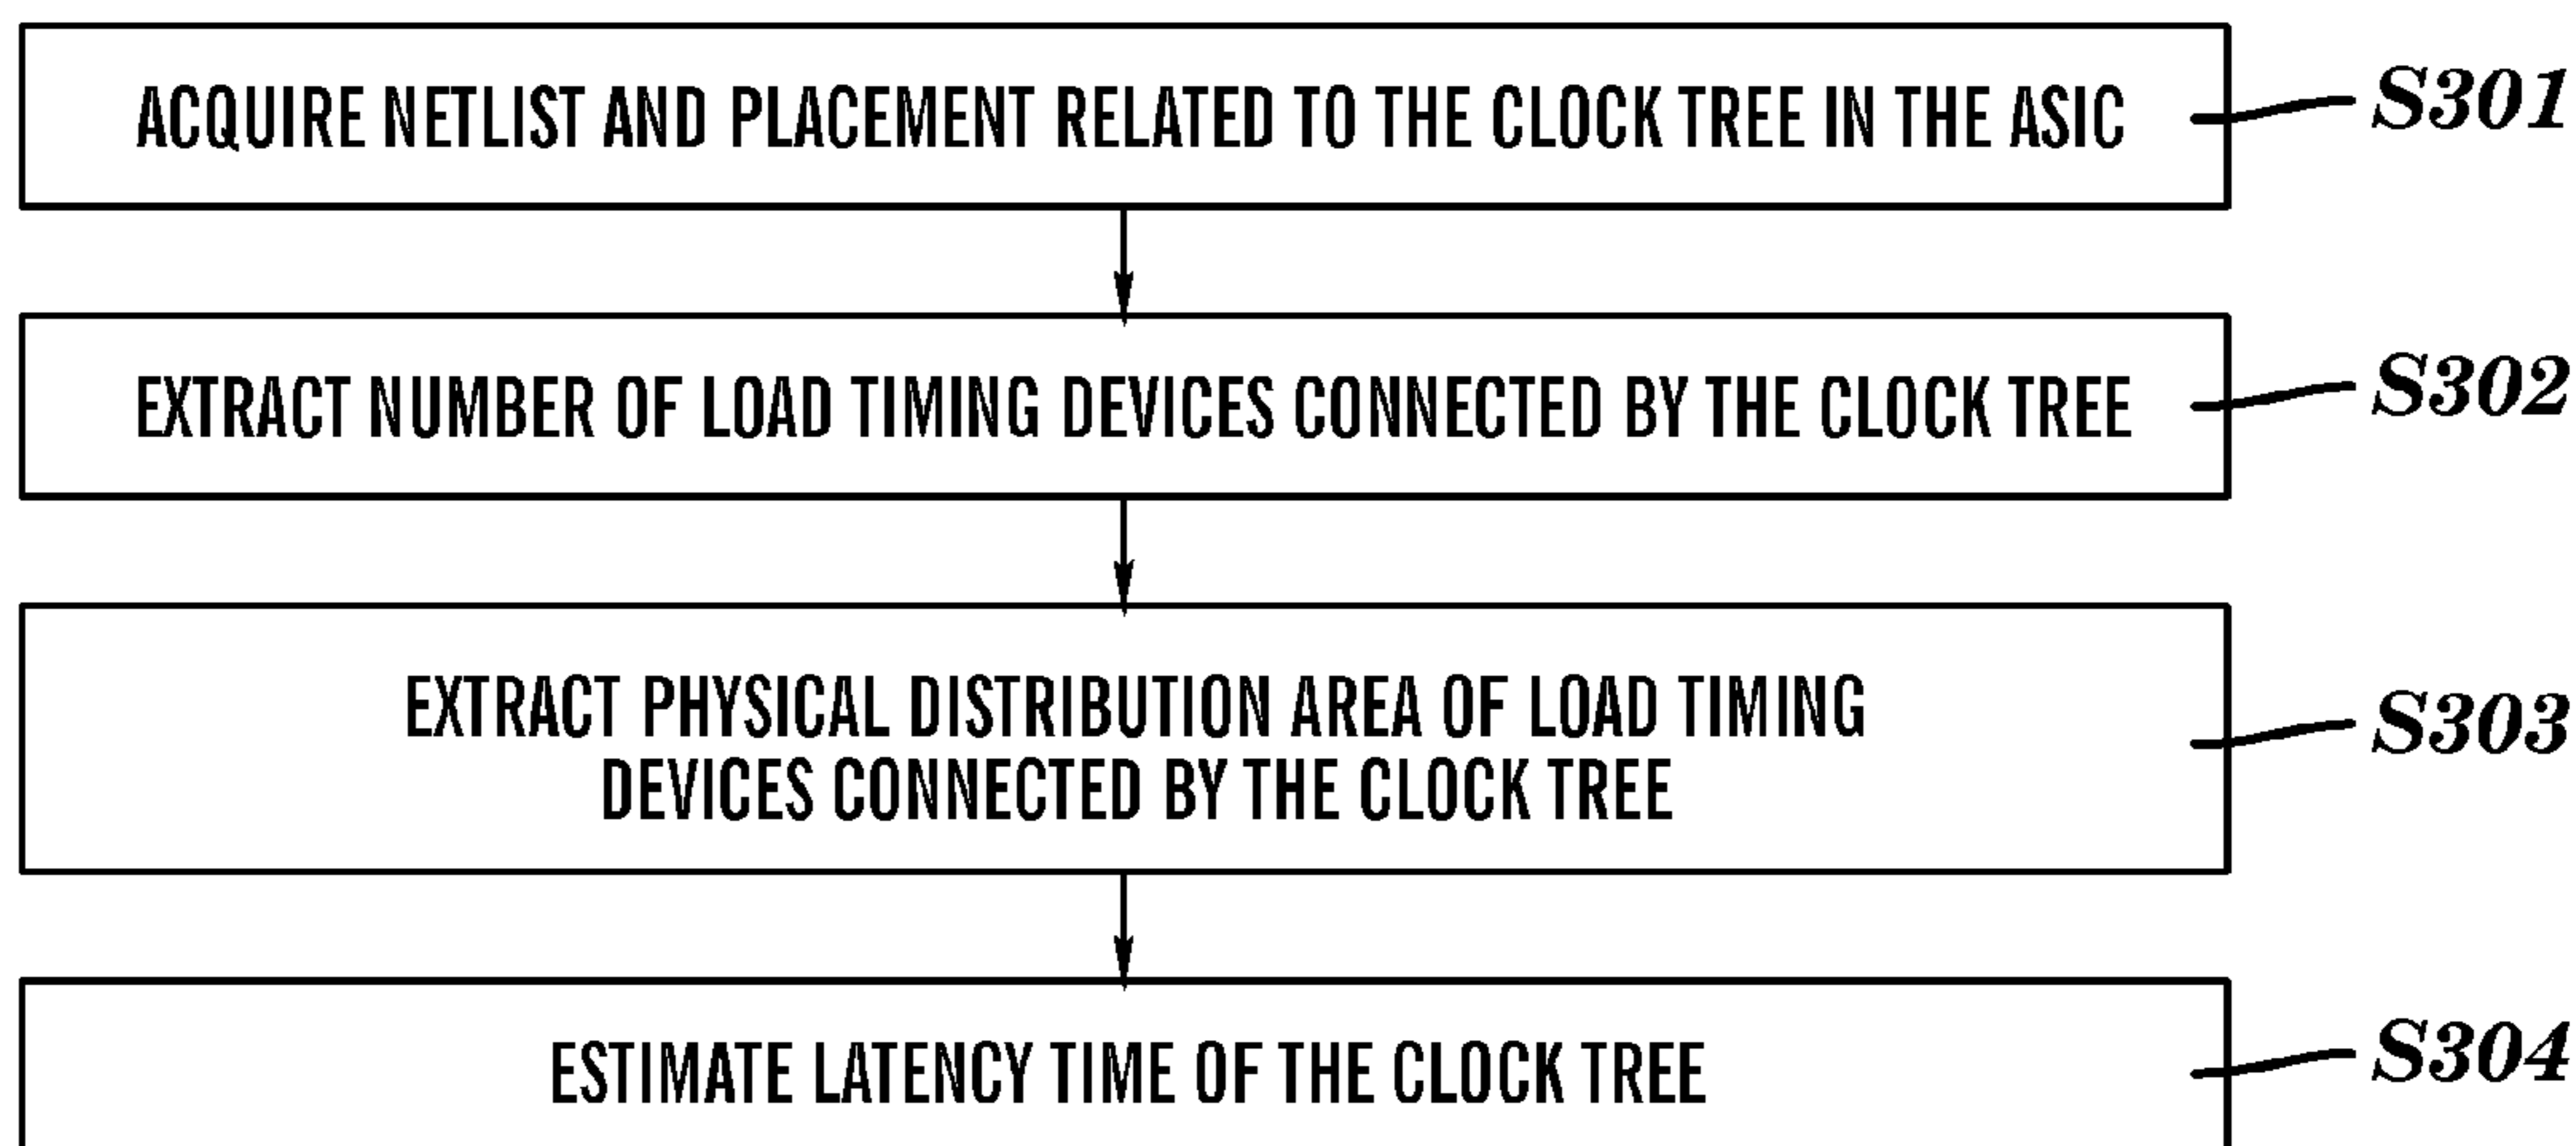 ACQUIRE NETLIST AND PLACEMENT RELATED TO THE CLOCK TREE IN THE ASIC
S301
EXTRACT NUMBER OF LOAD TIMING DEVICES CONNECTED BY THE CLOCK TREE
S302
EXTRACT PHYSICAL DISTRIBUTION AREA OF LOAD TIMING
DEVICES CONNECTED BY THE CLOCK TREE
S303
ESTIMATE LATENCY TIME OF THE CLOCK TREE
S304